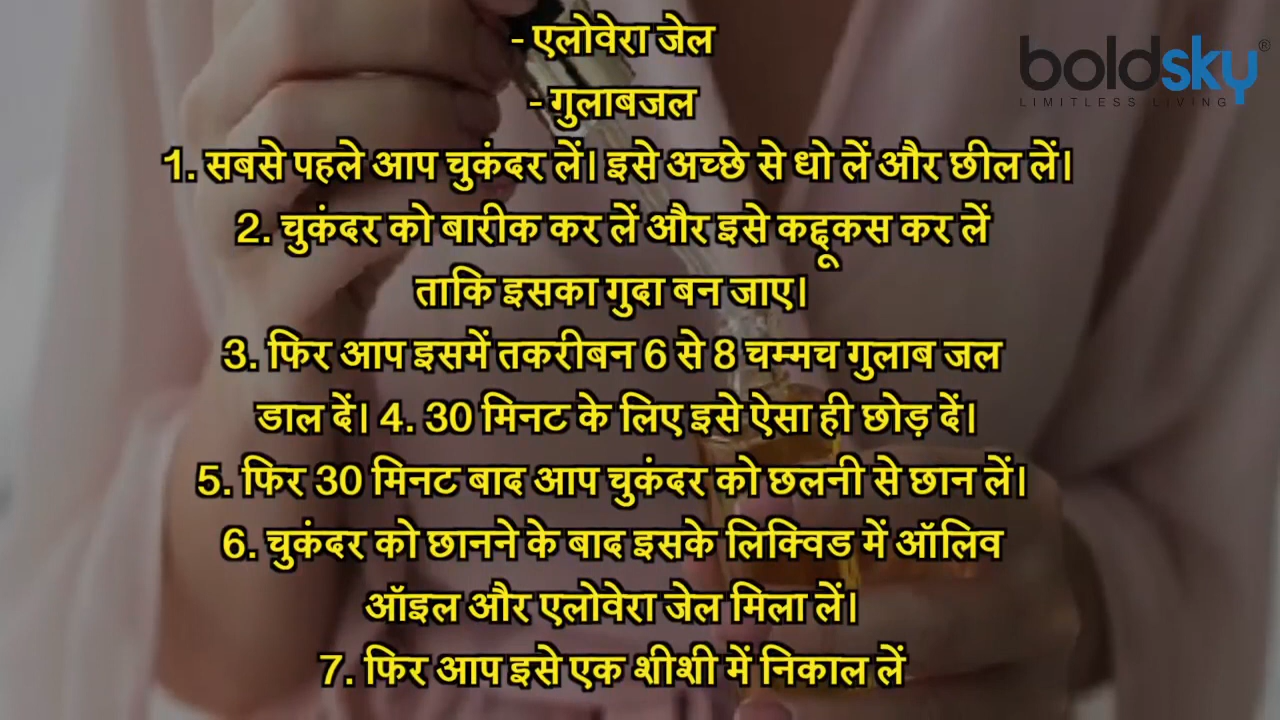 - एलोवेरा जेल
boldsky®
LIMITLESS LIVING
- गुलाबजल
1. सबसे पहले आप चुकंदर लें। इसे अच्छे से धो लें और छील लें।
2. चुकंदर को बारीक कर लें और इसे कद्दूकस कर लें
ताकि इसका गुदा बन जाए।
3. फिर आप इसमें तकरीबन 6 से 8 चम्मच गुलाब जल
डाल दें। 4. 30 मिनट के लिए इसे ऐसा ही छोड़ दें।
5. फिर 30 मिनट बाद आप चुकंदर को छलनी से छान लें।
6. चुकंदर को छानने के बाद इसके लिक्विड में ऑलिव
ऑइल और एलोवेरा जेल मिला लें।
7. फिर आप इसे एक शीशी में निकाल लें